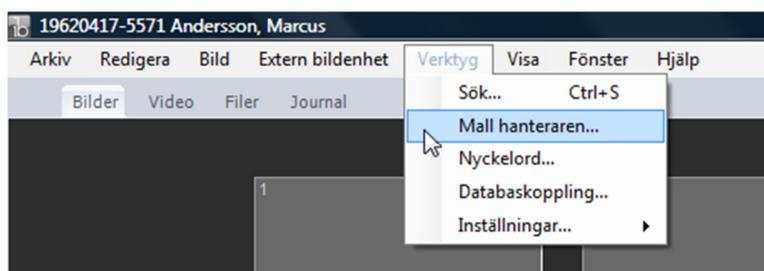 19620417-5571 Andersson, Marcus
Arkiv Redigera Bild Extern bildenhet Verktyg Visa Fönster Hjälp
Bilder Video Filer Journal
Sök... Ctrl+S
Mall hanteraren...
Nyckelord...
Databaskoppling...
Inställningar...
1